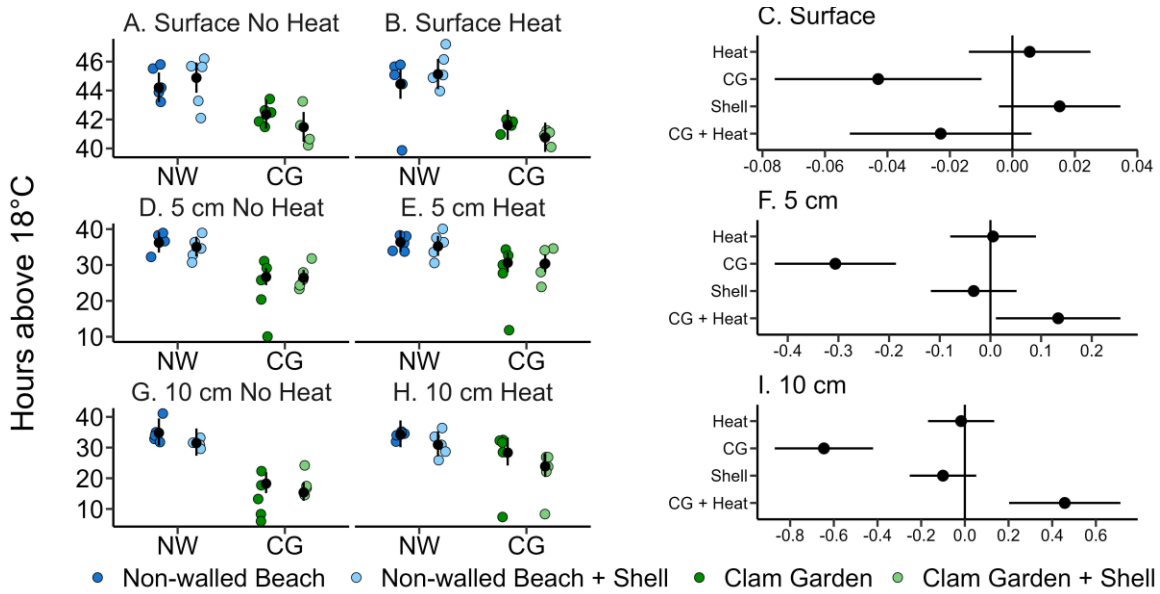 A. Surface No Heat
B. Surface Heat
C. Surface
Hours above 18°C
46
44
42
40
NW
CG
NW
CG
Heat
CG
Shell
CG + Heat
-0.08
-0.06
-0.04
-0.02
0.00
0.02
0.04
D. 5 cm No Heat
E. 5 cm Heat
F. 5 cm
40
30
20
10
NW
CG
NW
CG
Heat
CG
Shell
CG + Heat
-0.4
-0.3
-0.2
-0.1
0.0
0.1
0.2
G. 10 cm No Heat
H. 10 cm Heat
I. 10 cm
40
30
20
10
NW
CG
NW
CG
Heat
CG
Shell
CG + Heat
-0.8
-0.6
-0.4
-0.2
0.0
0.2
0.4
0.6
Non-walled Beach
Non-walled Beach + Shell
Clam Garden
Clam Garden + Shell